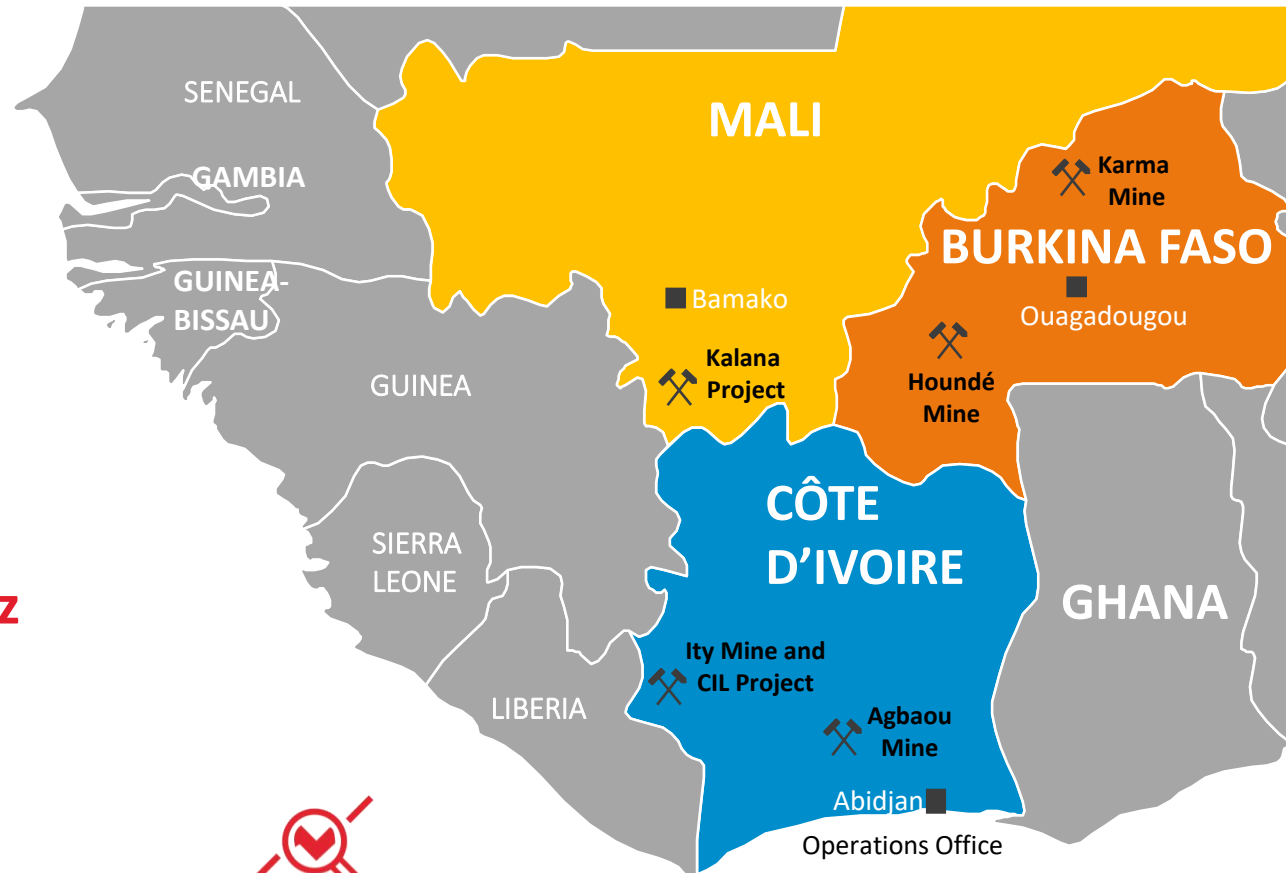 SENEGAL
GAMBIA
GUINEA-
BISSAU
GUINEA
SIERRA
LEONE
LIBERIA
MALI
Bamako
Kalana
Project
Karma
Mine
BURKINA FASO
Ouagadougou
Houndé
Mine
CÔTE
D’IVOIRE
GHANA
Ity Mine and
CIL Project
Agbaou
Mine
Abidjan
Operations Office
z